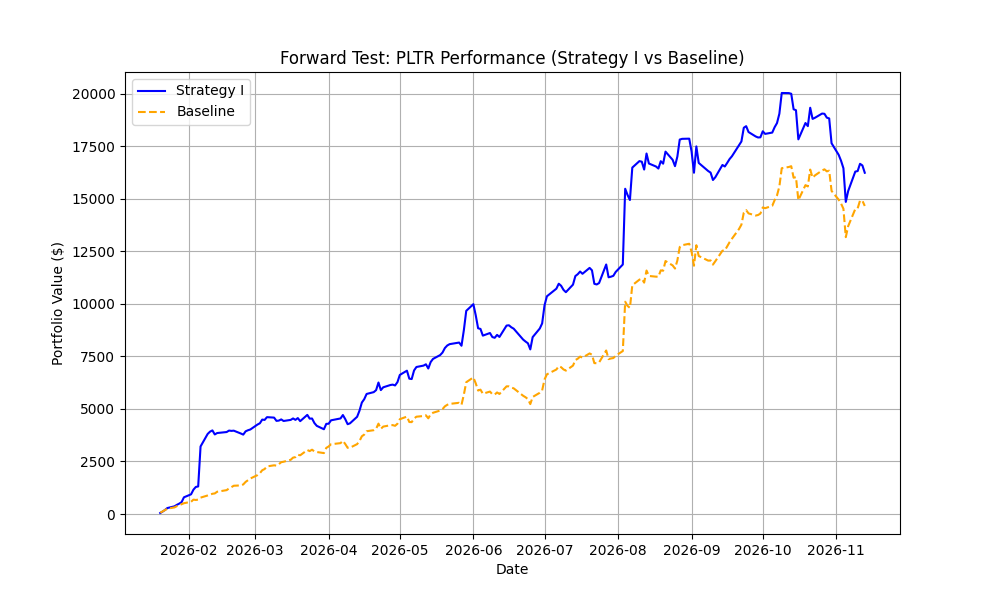 Forward Test: PLTR Performance (Strategy I vs Baseline)
Strategy I
Baseline
Portfolio Value ($)
20000
17500
15000
12500
10000
7500
5000
2500
0
2026-02 2026-03 2026-04 2026-05 2026-06 2026-07 2026-08 2026-09 2026-10 2026-11
Date